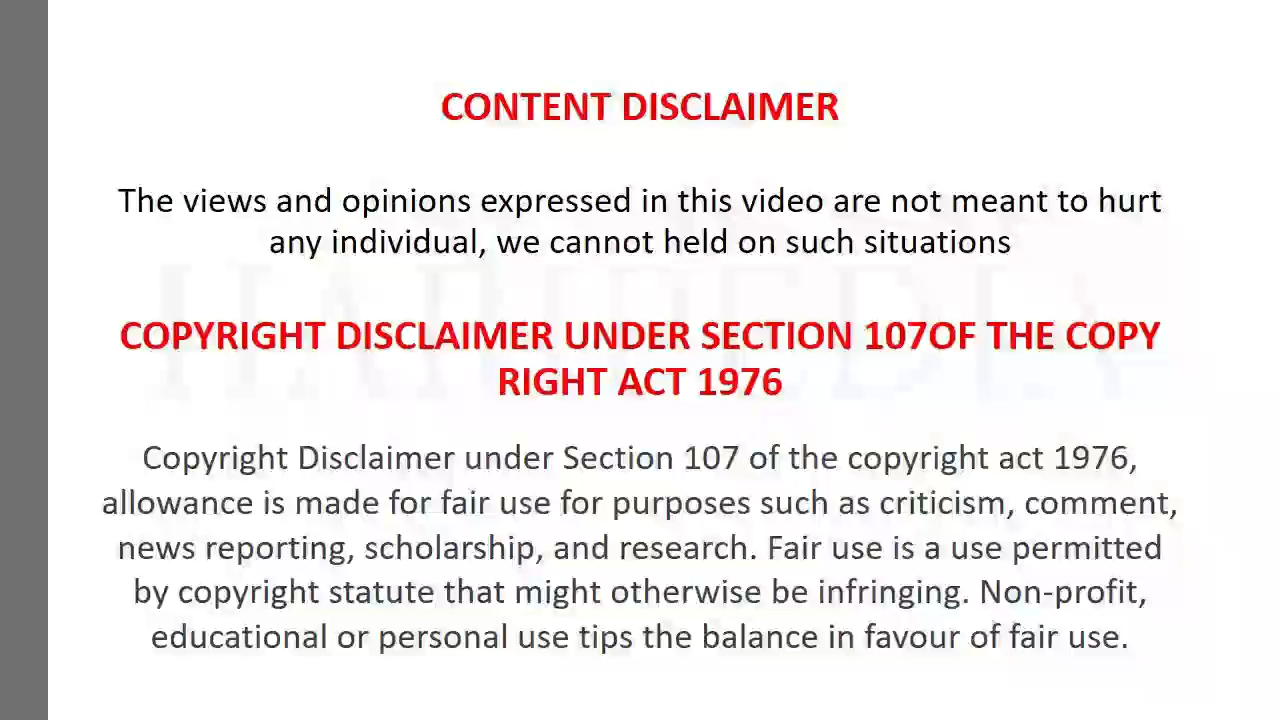 CONTENT DISCLAIMER
The views and opinions expressed in this video are not meant to hurt
any individual, we cannot held on such situations
COPYRIGHT DISCLAIMER UNDER SECTION 107OF THE COPY
RIGHT ACT 1976
Copyright Disclaimer under Section 107 of the copyright act 1976,
allowance is made for fair use for purposes such as criticism, comment,
news reporting, scholarship, and research. Fair use is a use permitted
by copyright statute that might otherwise be infringing. Non-profit,
educational or personal use tips the balance in favour of fair use.